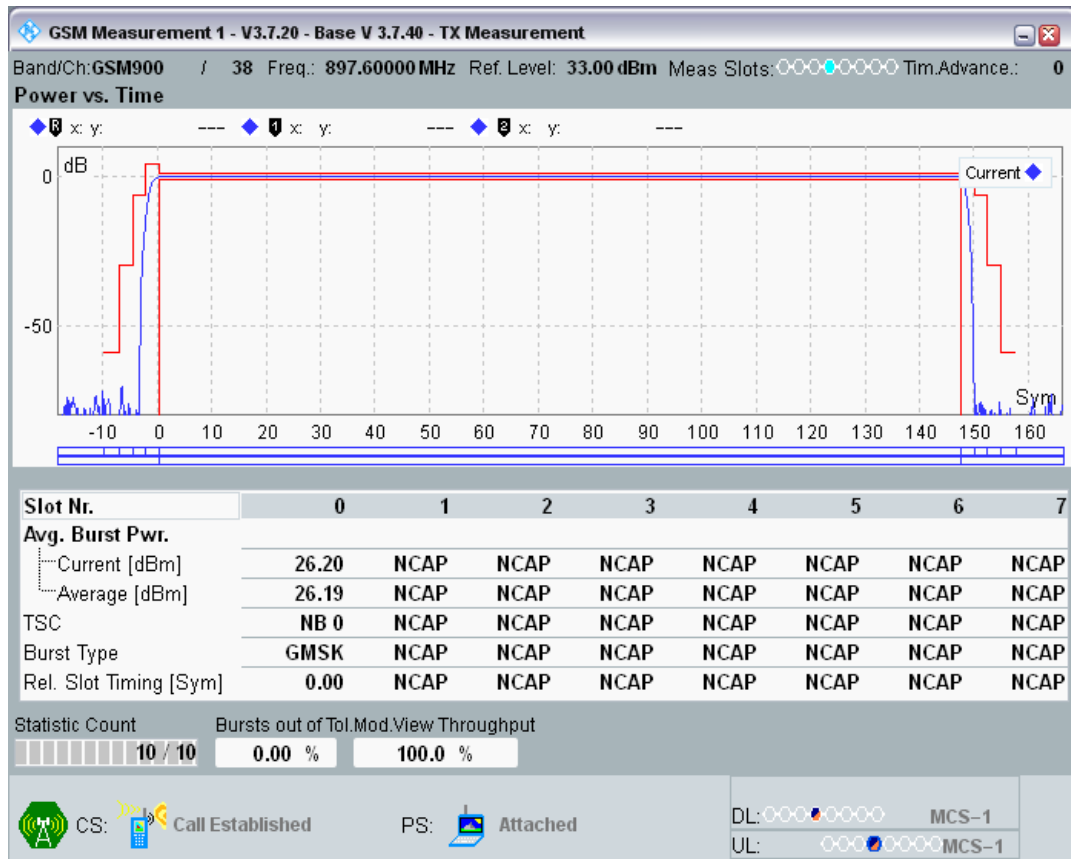 GSM Measurement 1 - V3.7.20 - Base V 3.7.40 - TX Measurement
Band/Ch:GSM900 / 38 Freq.: 897.60000 MHz Ref. Level: 33.00 dBm Meas Slots: Tim.Advance.: 0
Power vs. Time
R x: y: --- 1 x: y: --- 2 x: y: ---
dB
Current
0
-50
Sym
-10 0 10 20 30 40 50 60 70 80 90 100 110 120 130 140 150 160
Slot Nr. 0 1 2 3 4 5 6 7
Avg. Burst Pwr.
Current [dBm] 26.20 NCAP NCAP NCAP NCAP NCAP NCAP NCAP
Average [dBm] 26.19 NCAP NCAP NCAP NCAP NCAP NCAP NCAP
TSC NB 0 NCAP NCAP NCAP NCAP NCAP NCAP NCAP
Burst Type GMSK NCAP NCAP NCAP NCAP NCAP NCAP NCAP
Rel. Slot Timing [Sym] 0.00 NCAP NCAP NCAP NCAP NCAP NCAP NCAP
Statistic Count Bursts out of Tol. Mod.View Throughput
10 / 10 0.00 % 100.0 %
CS: Call Established PS: Attached
DL: MCS-1
UL: MCS-1